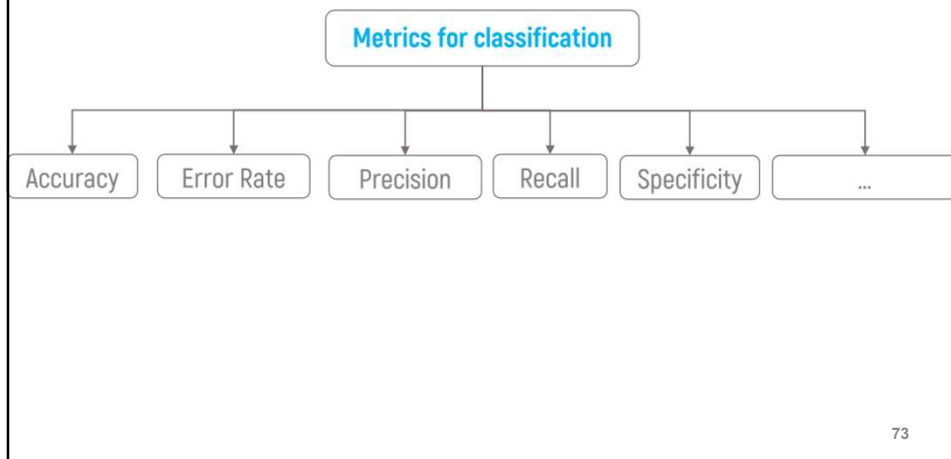 Metrics for classification
Accuracy
Error Rate
Precision
Recall
Specificity
...
73